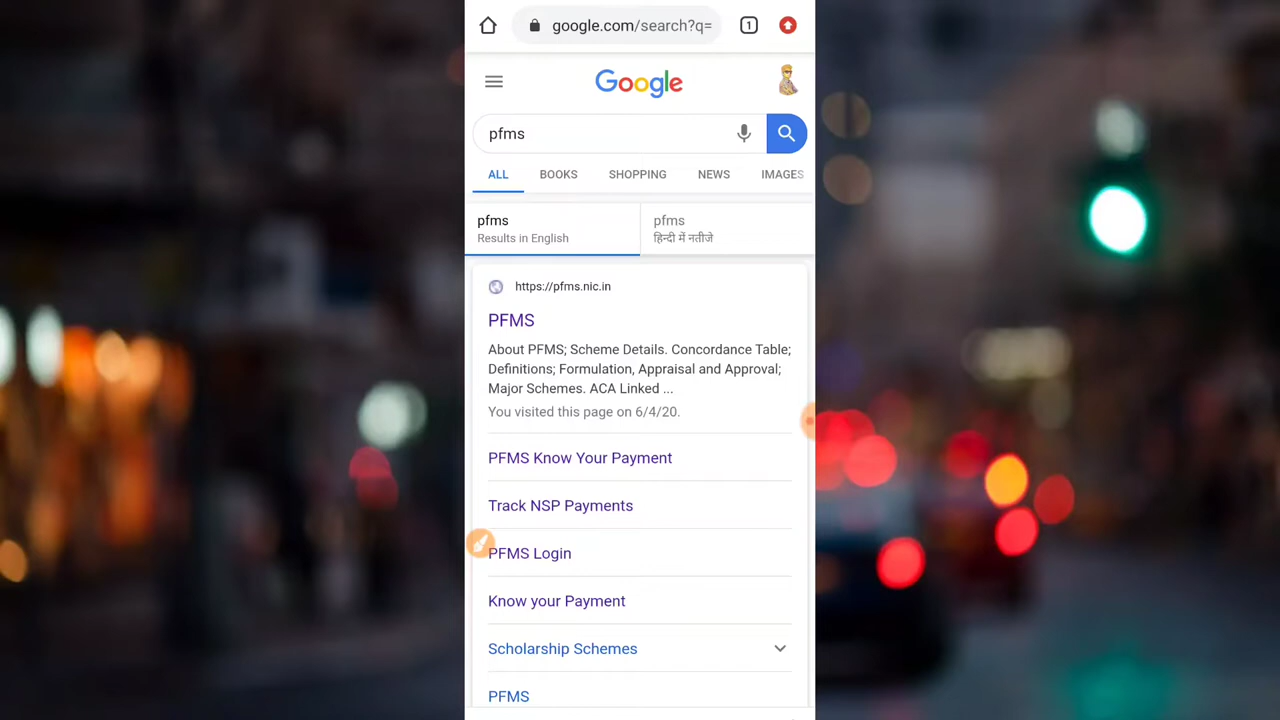 google.com/search?q=
1
Google
pfms
ALL BOOKS SHOPPING NEWS IMAGES
pfms
Results in English
pfms
हिन्दी में नतीजे
https://pfms.nic.in
PFMS
About PFMS; Scheme Details. Concordance Table;
Definitions; Formulation, Appraisal and Approval;
Major Schemes. ACA Linked ...
You visited this page on 6/4/20.
PFMS Know Your Payment
Track NSP Payments
PFMS Login
Know your Payment
Scholarship Schemes
PFMS